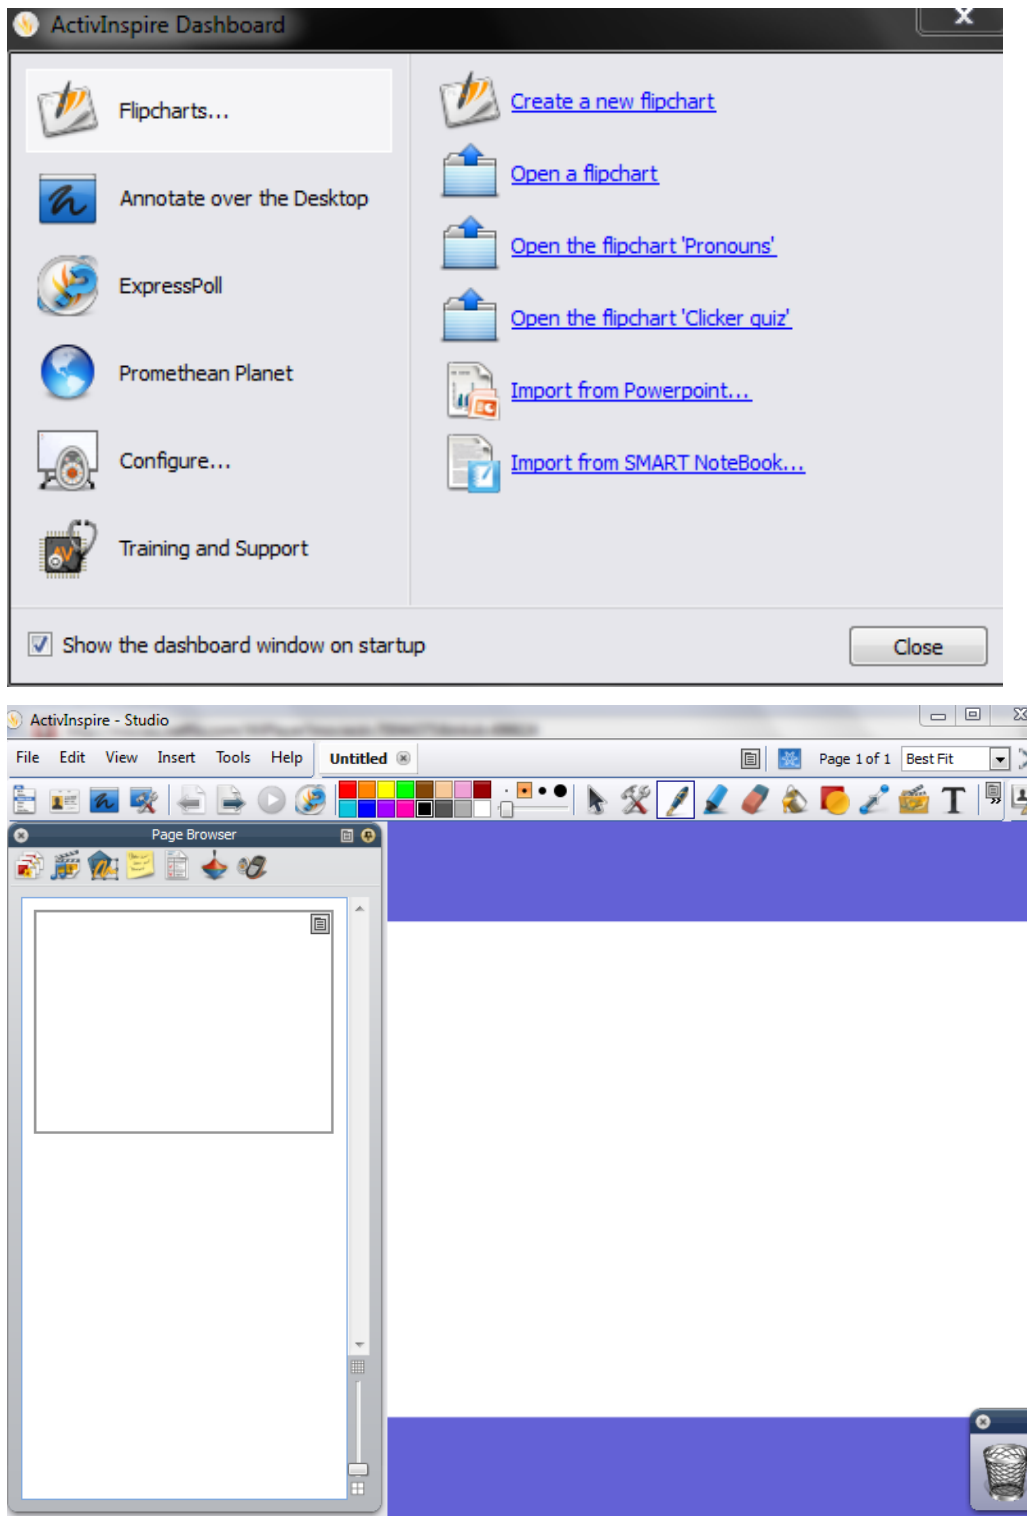 ActivInspire Dashboard
Flipcharts...
Annotate over the Desktop
ExpressPoll
Promethean Planet
Configure...
Training and Support
Create a new flipchart
Open a flipchart
Open the flipchart 'Pronouns'
Open the flipchart 'Clicker quiz'
Import from Powerpoint...
Import from SMART NoteBook...
Show the dashboard window on startup
Close
ActivInspire - Studio
File Edit View Insert Tools Help Untitled Page 1 of 1 Best Fit
T
Page Browser